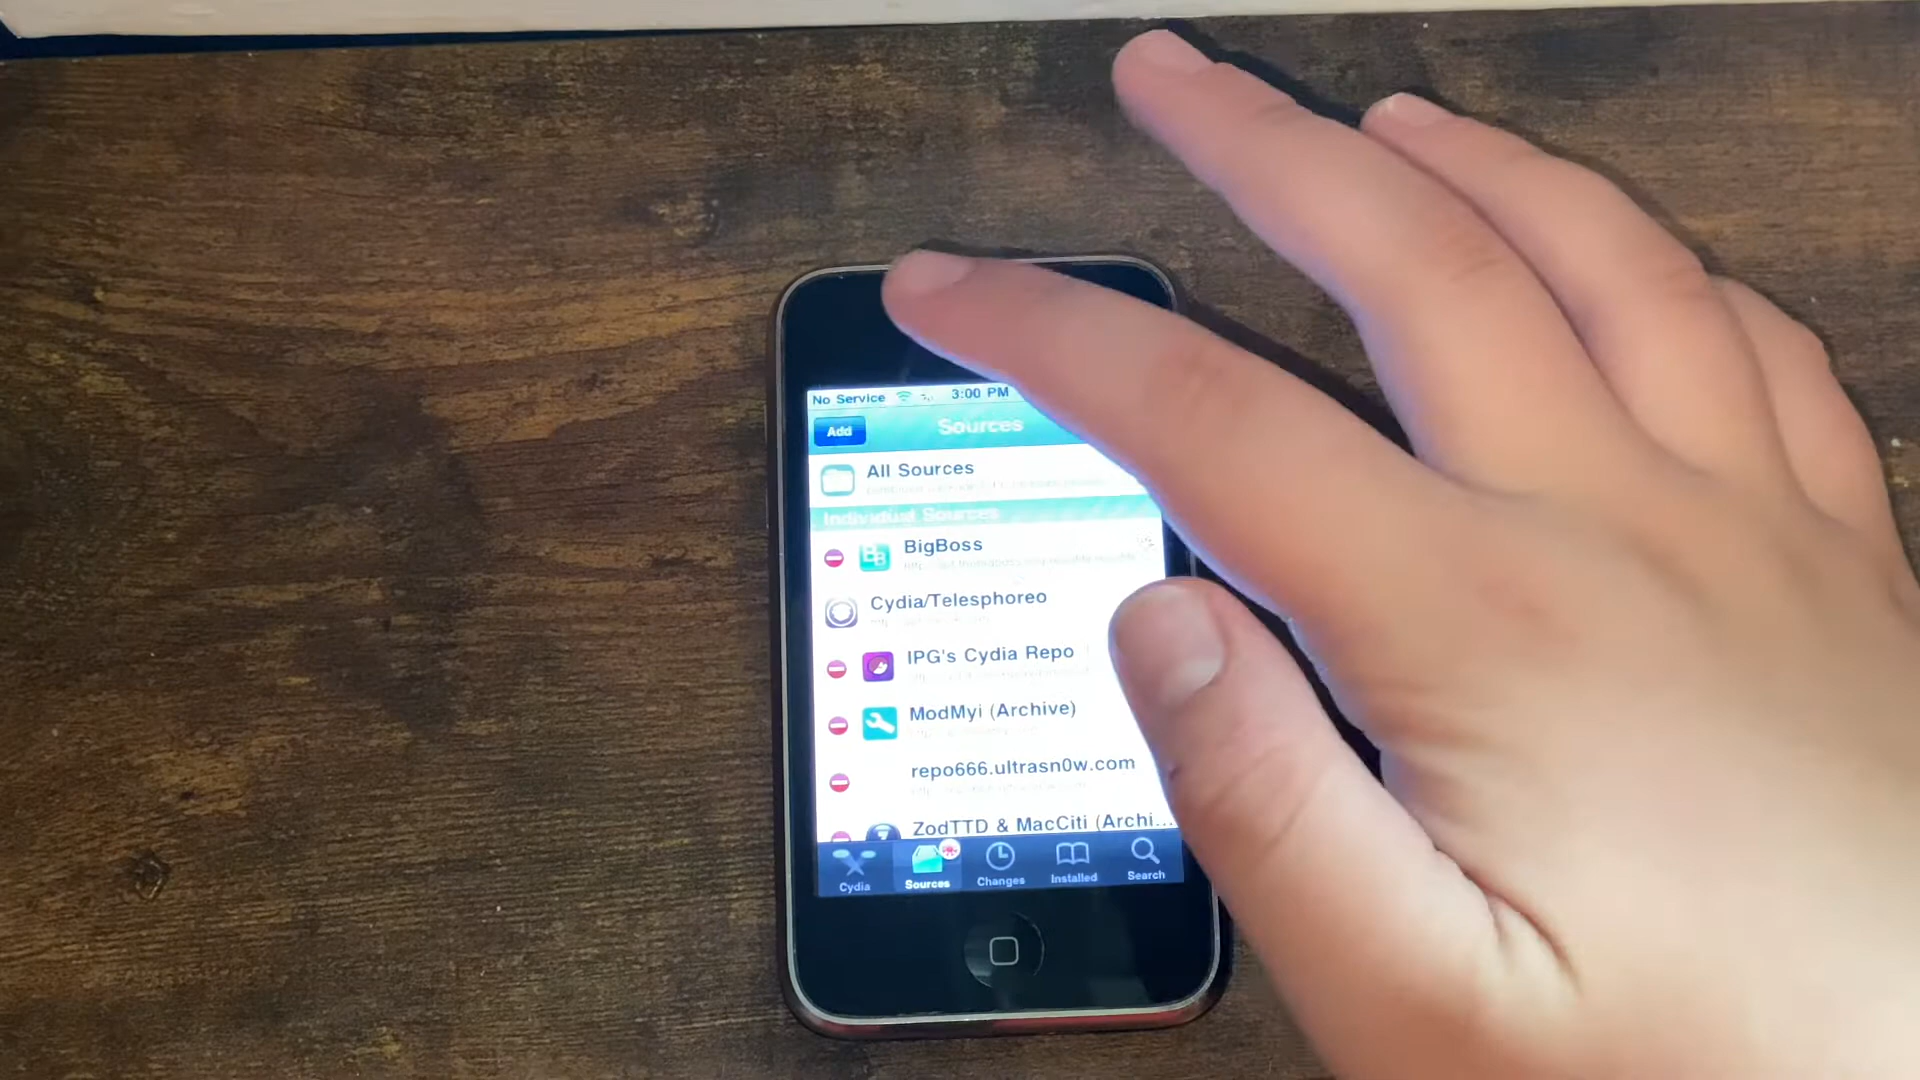 No Service 3:00 PM
Add
Sources
All Sources
Individual Sources
BB
BigBoss
Cydia/Telesphoreo
IPG's Cydia Repo
ModMyi (Archive)
repo666.ultrasn0w.com
ZodTTD & MacCiti (Archi...
Cydia
Sources
Changes
Installed
Search